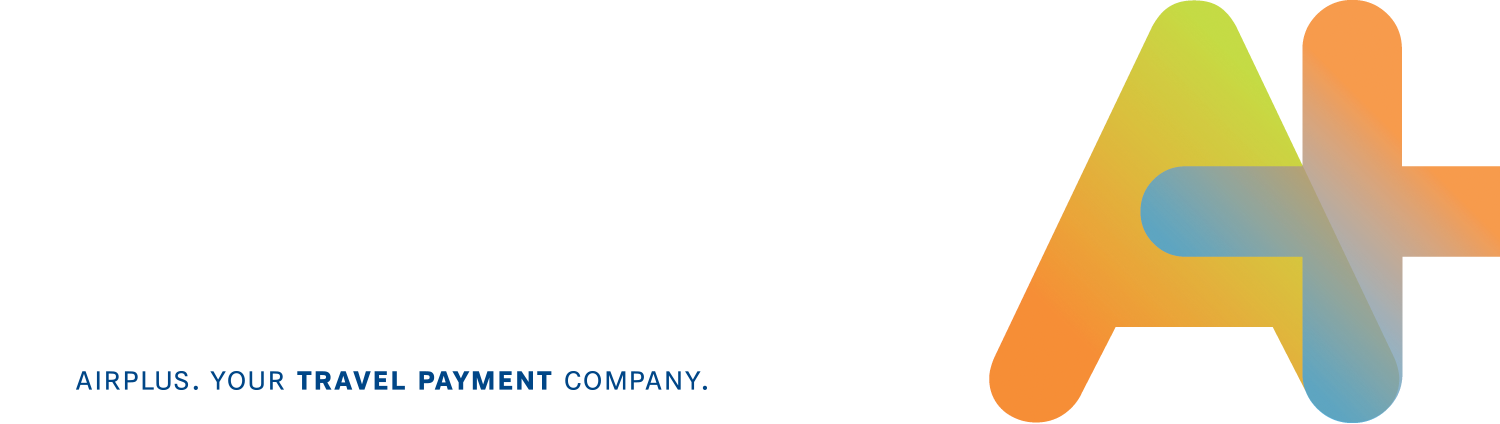 A+
AIRPLUS. YOUR TRAVEL PAYMENT COMPANY.